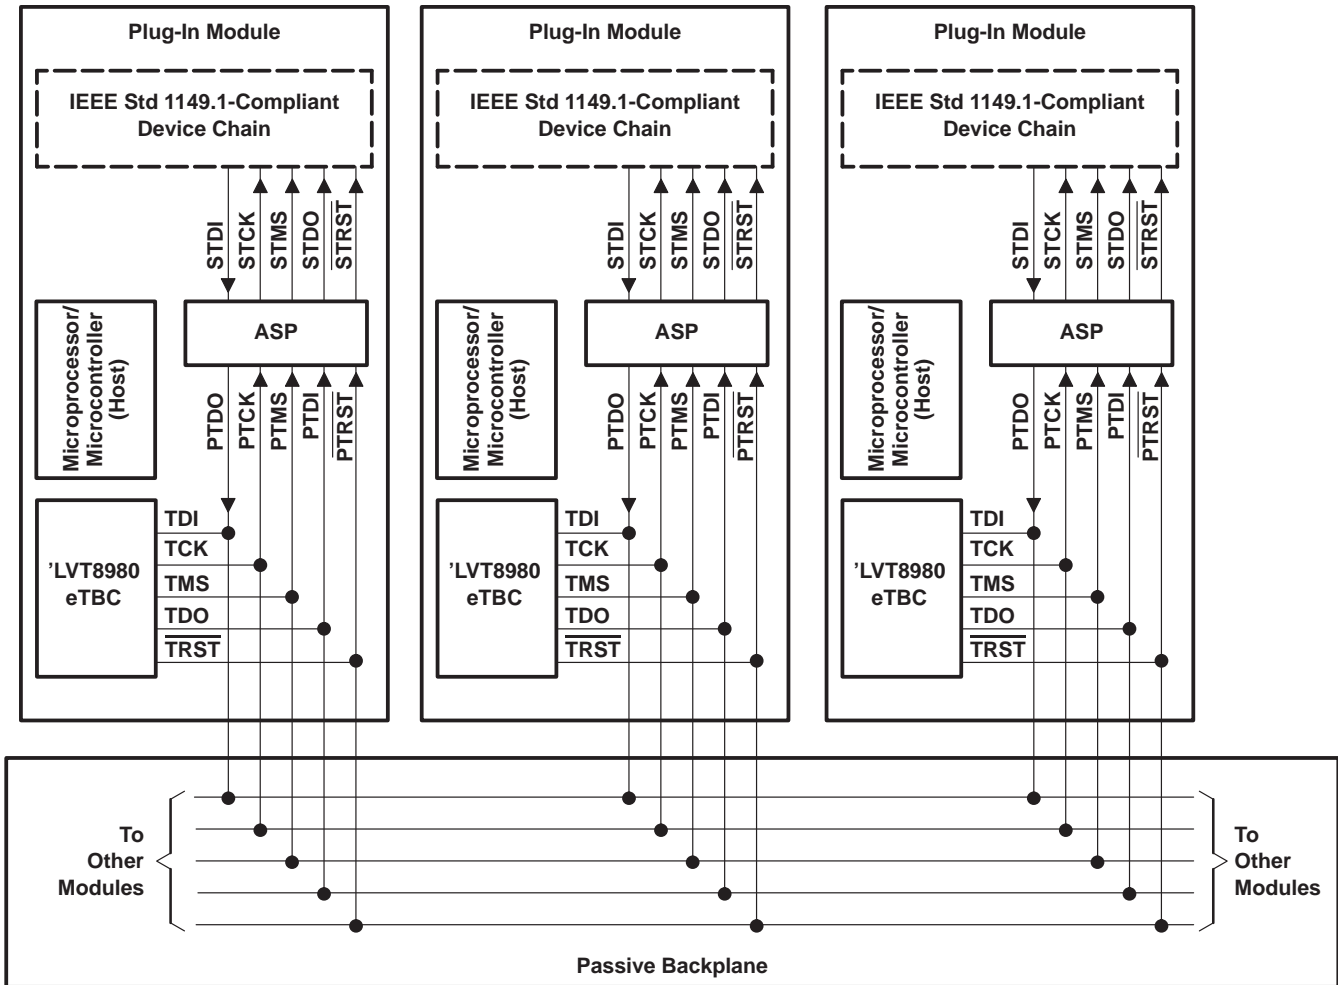 Plug-In Module
IEEE Std 1149.1-Compliant
Device Chain
STDI
STCK
STMS
STDO
STRST
Microprocessor/
Microcontroller
(Host)
ASP
PTDO
PTCK
PTMS
PTDI
PTRST
’LVT8980
eTBC
TDI
TCK
TMS
TDO
TRST
Plug-In Module
IEEE Std 1149.1-Compliant
Device Chain
STDI
STCK
STMS
STDO
STRST
Microprocessor/
Microcontroller
(Host)
ASP
PTDO
PTCK
PTMS
PTDI
PTRST
’LVT8980
eTBC
TDI
TCK
TMS
TDO
TRST
Plug-In Module
IEEE Std 1149.1-Compliant
Device Chain
STDI
STCK
STMS
STDO
STRST
Microprocessor/
Microcontroller
(Host)
ASP
PTDO
PTCK
PTMS
PTDI
PTRST
’LVT8980
eTBC
TDI
TCK
TMS
TDO
TRST
To
Other
Modules
To
Other
Modules
Passive Backplane